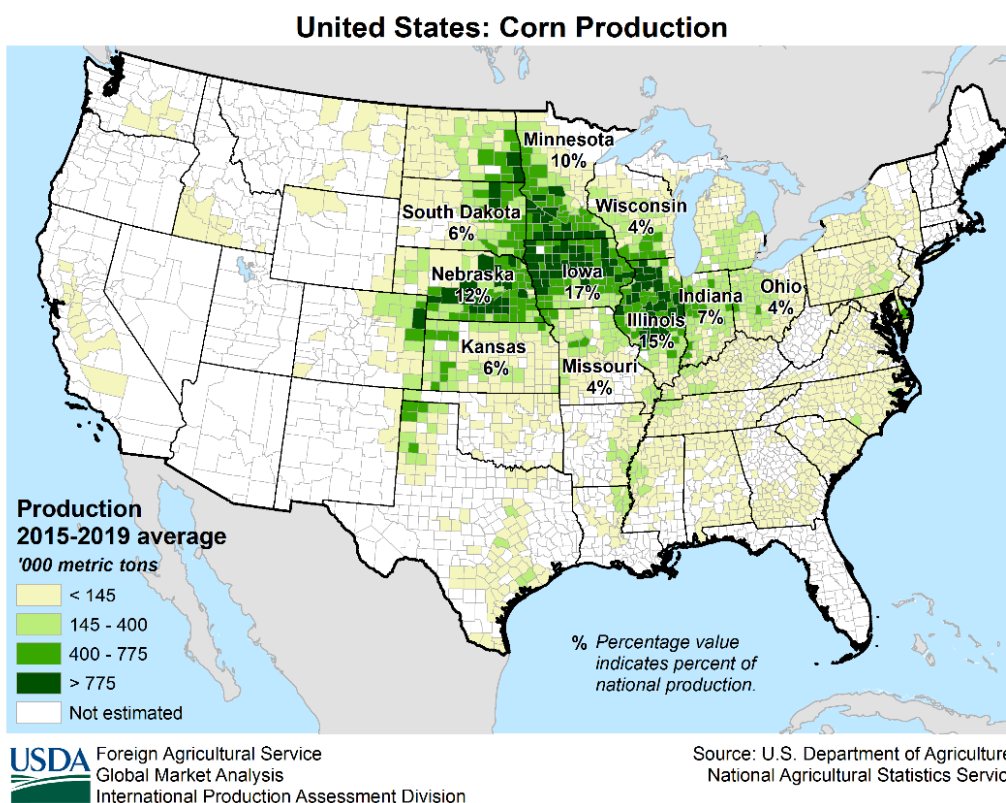 United States: Corn Production
Minnesota
10%
South Dakota
6%
Wisconsin
4%
Nebraska
12%
Iowa
17%
Illinois
15%
Indiana
7%
Ohio
4%
Kansas
6%
Missouri
4%
Production
2015-2019 average
'000 metric tons
< 145
145 - 400
400 - 775
> 775
Not estimated
% Percentage value
indicates percent of
national production.
USDA
Foreign Agricultural Service
Global Market Analysis
International Production Assessment Division
Source: U.S. Department of Agriculture
National Agricultural Statistics Servic